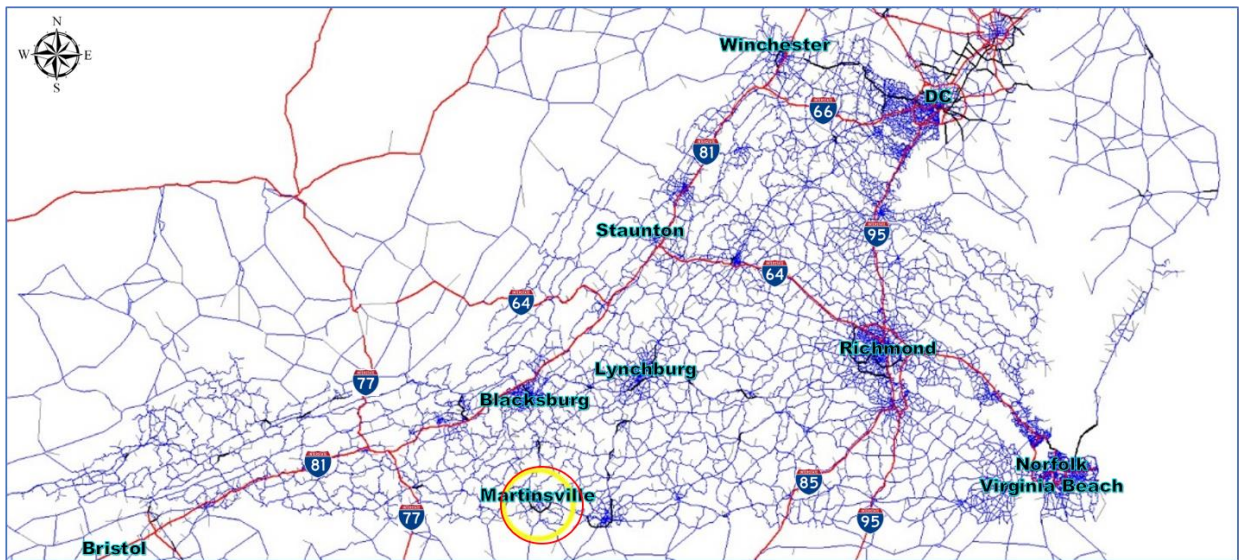 N
W E
S
Winchester
DC
66
81
Staunton
95
64
64
Richmond
Lynchburg
77
Blacksburg
81
Norfolk
Virginia Beach
85
Martinsville
77
95
Bristol